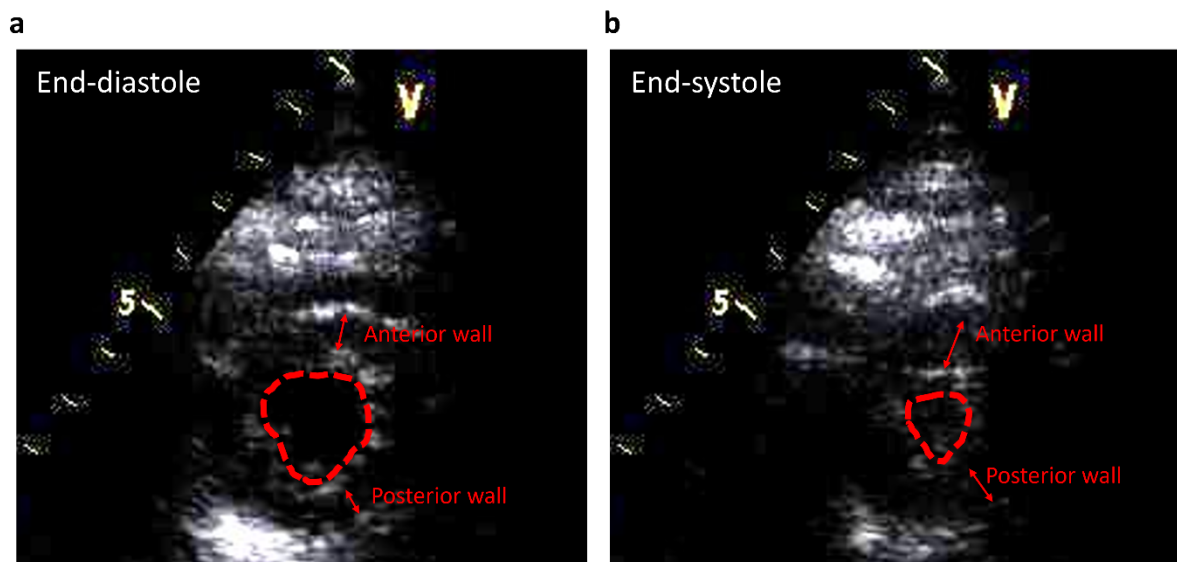 a
b
End-diastole
End-systole
V
V
5
5
Anterior wall
Anterior wall
Posterior wall
Posterior wall